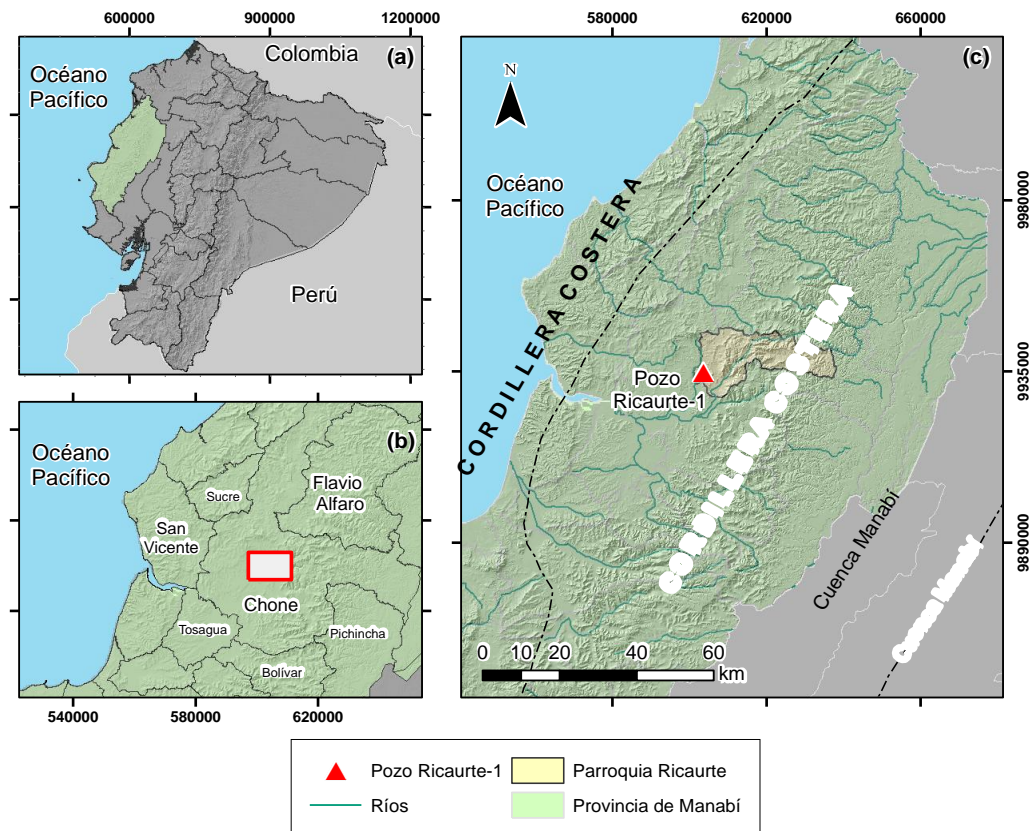 600000
900000
1200000
(a)
Colombia
Océano
Pacífico
Perú
(b)
Océano
Pacífico
Flavio
Alfaro
Sucre
San
Vicente
Chone
Tosagua
Pichincha
Bolívar
540000
580000
620000
580000
620000
660000
(c)
N
Océano
Pacífico
CORDILLERA COSTERA
CORDILLERA COSTERA
Pozo
Ricaurte-1
Cuenca Manabí
Cuenca Manabí
9980000
9935000
9890000
0 10 20 40 60
km
Pozo Ricaurte-1
Parroquia Ricaurte
Ríos
Provincia de Manabí